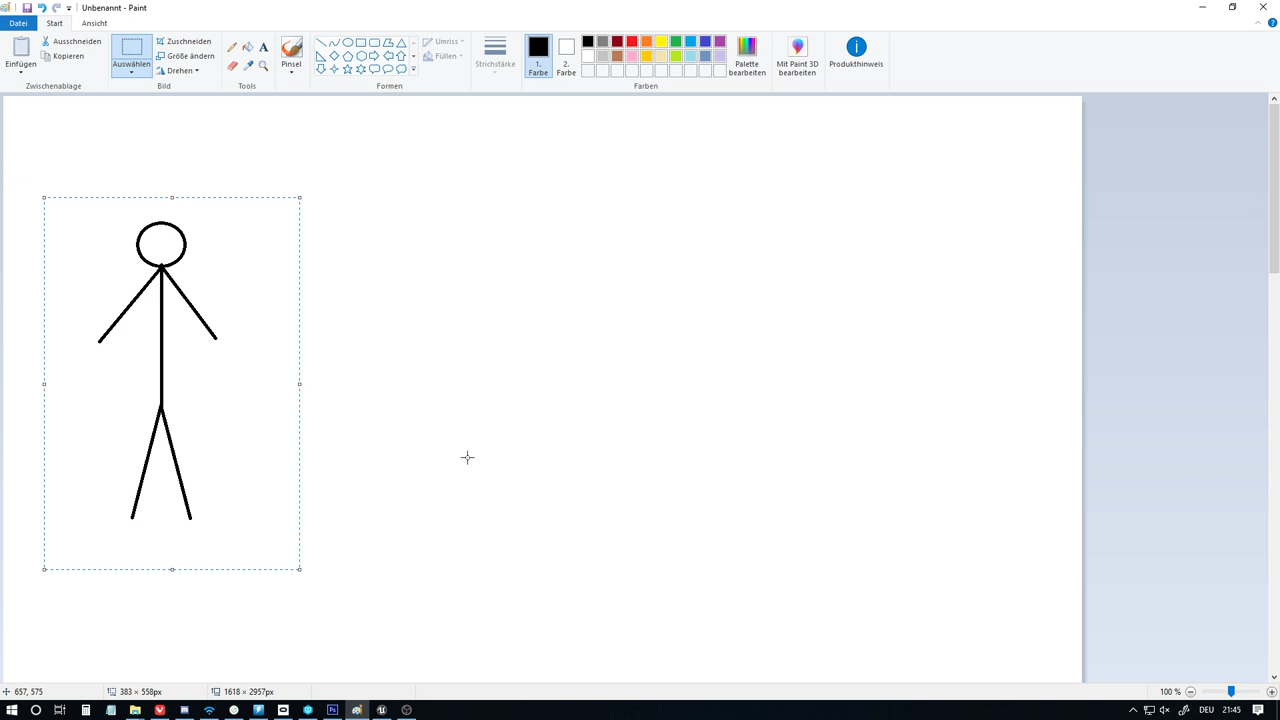 Unbenannt - Paint
Datei Start Ansicht
Einfügen
Ausschneiden
Kopieren
Zwischenablage
Auswählen
Zuschneiden
Größe ändern
Drehen
Bild
A
Tools
Pinsel
Formen
Umriss
Füllen
Strichstärke
1. Farbe
2. Farbe
Palette bearbeiten
Farben
Mit Paint 3D bearbeiten
Produkthinweis
657, 575
383 × 558px
1618 × 2957px
100 %
DEU 21:45